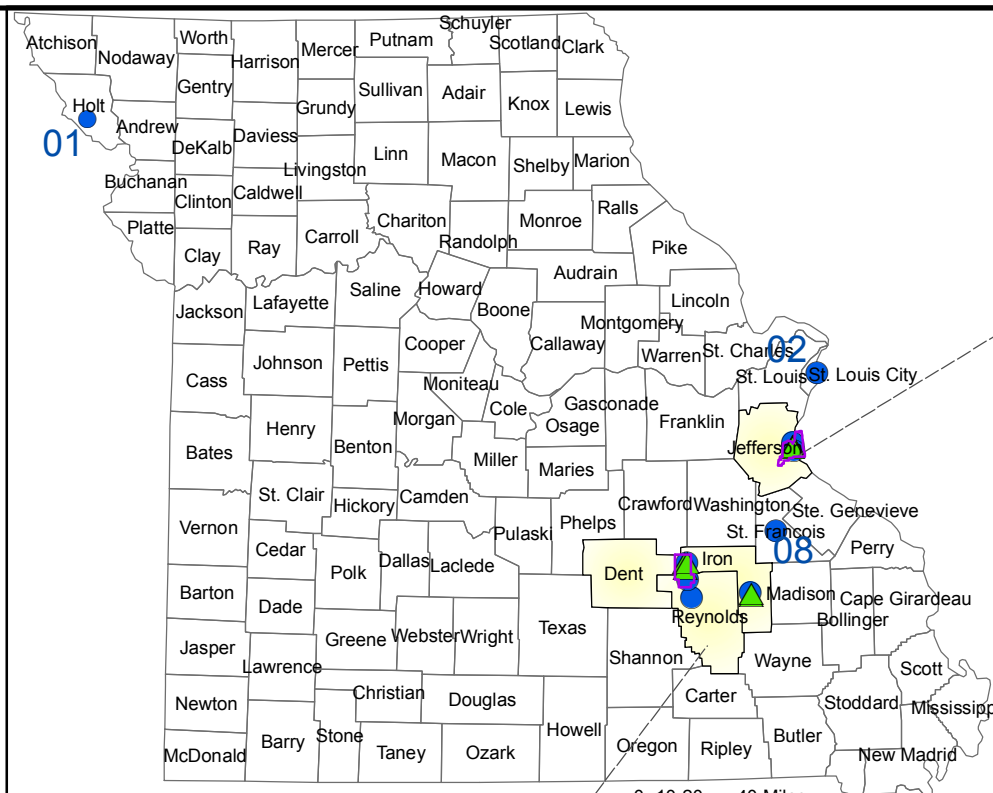 Schuyler
Atchison
Nodaway
Worth
Harrison
Mercer
Putnam
Scotland
Clark
Holt
01
Andrew
Gentry
DeKalb
Daviess
Grundy
Sullivan
Adair
Knox
Lewis
Livingston
Linn
Macon
Shelby
Marion
Buchanan
Clinton
Caldwell
Platte
Clay
Ray
Carroll
Chariton
Randolph
Monroe
Ralls
Pike
Audrain
Jackson
Lafayette
Saline
Howard
Boone
Callaway
Montgomery
Lincoln
Warren
St. Charles
02
St. Louis
St. Louis City
Cass
Johnson
Pettis
Cooper
Moniteau
Cole
Osage
Gasconade
Franklin
Jefferson
Bates
Henry
Benton
Morgan
Miller
Maries
St. Clair
Hickory
Camden
Pulaski
Phelps
Crawford
Washington
Ste. Genevieve
St. Francois
08
Perry
Vernon
Cedar
Polk
Dallas
Laclede
Dent
Iron
Madison
Cape Girardeau
Bollinger
Reynolds
Barton
Dade
Greene
Webster
Wright
Texas
Shannon
Wayne
Jasper
Lawrence
Christian
Douglas
Howell
Carter
Scott
Stoddard
Mississipp
Newton
McDonald
Barry
Stone
Taney
Ozark
Oregon
Ripley
Butler
New Madrid
0 10 20 40 Miles